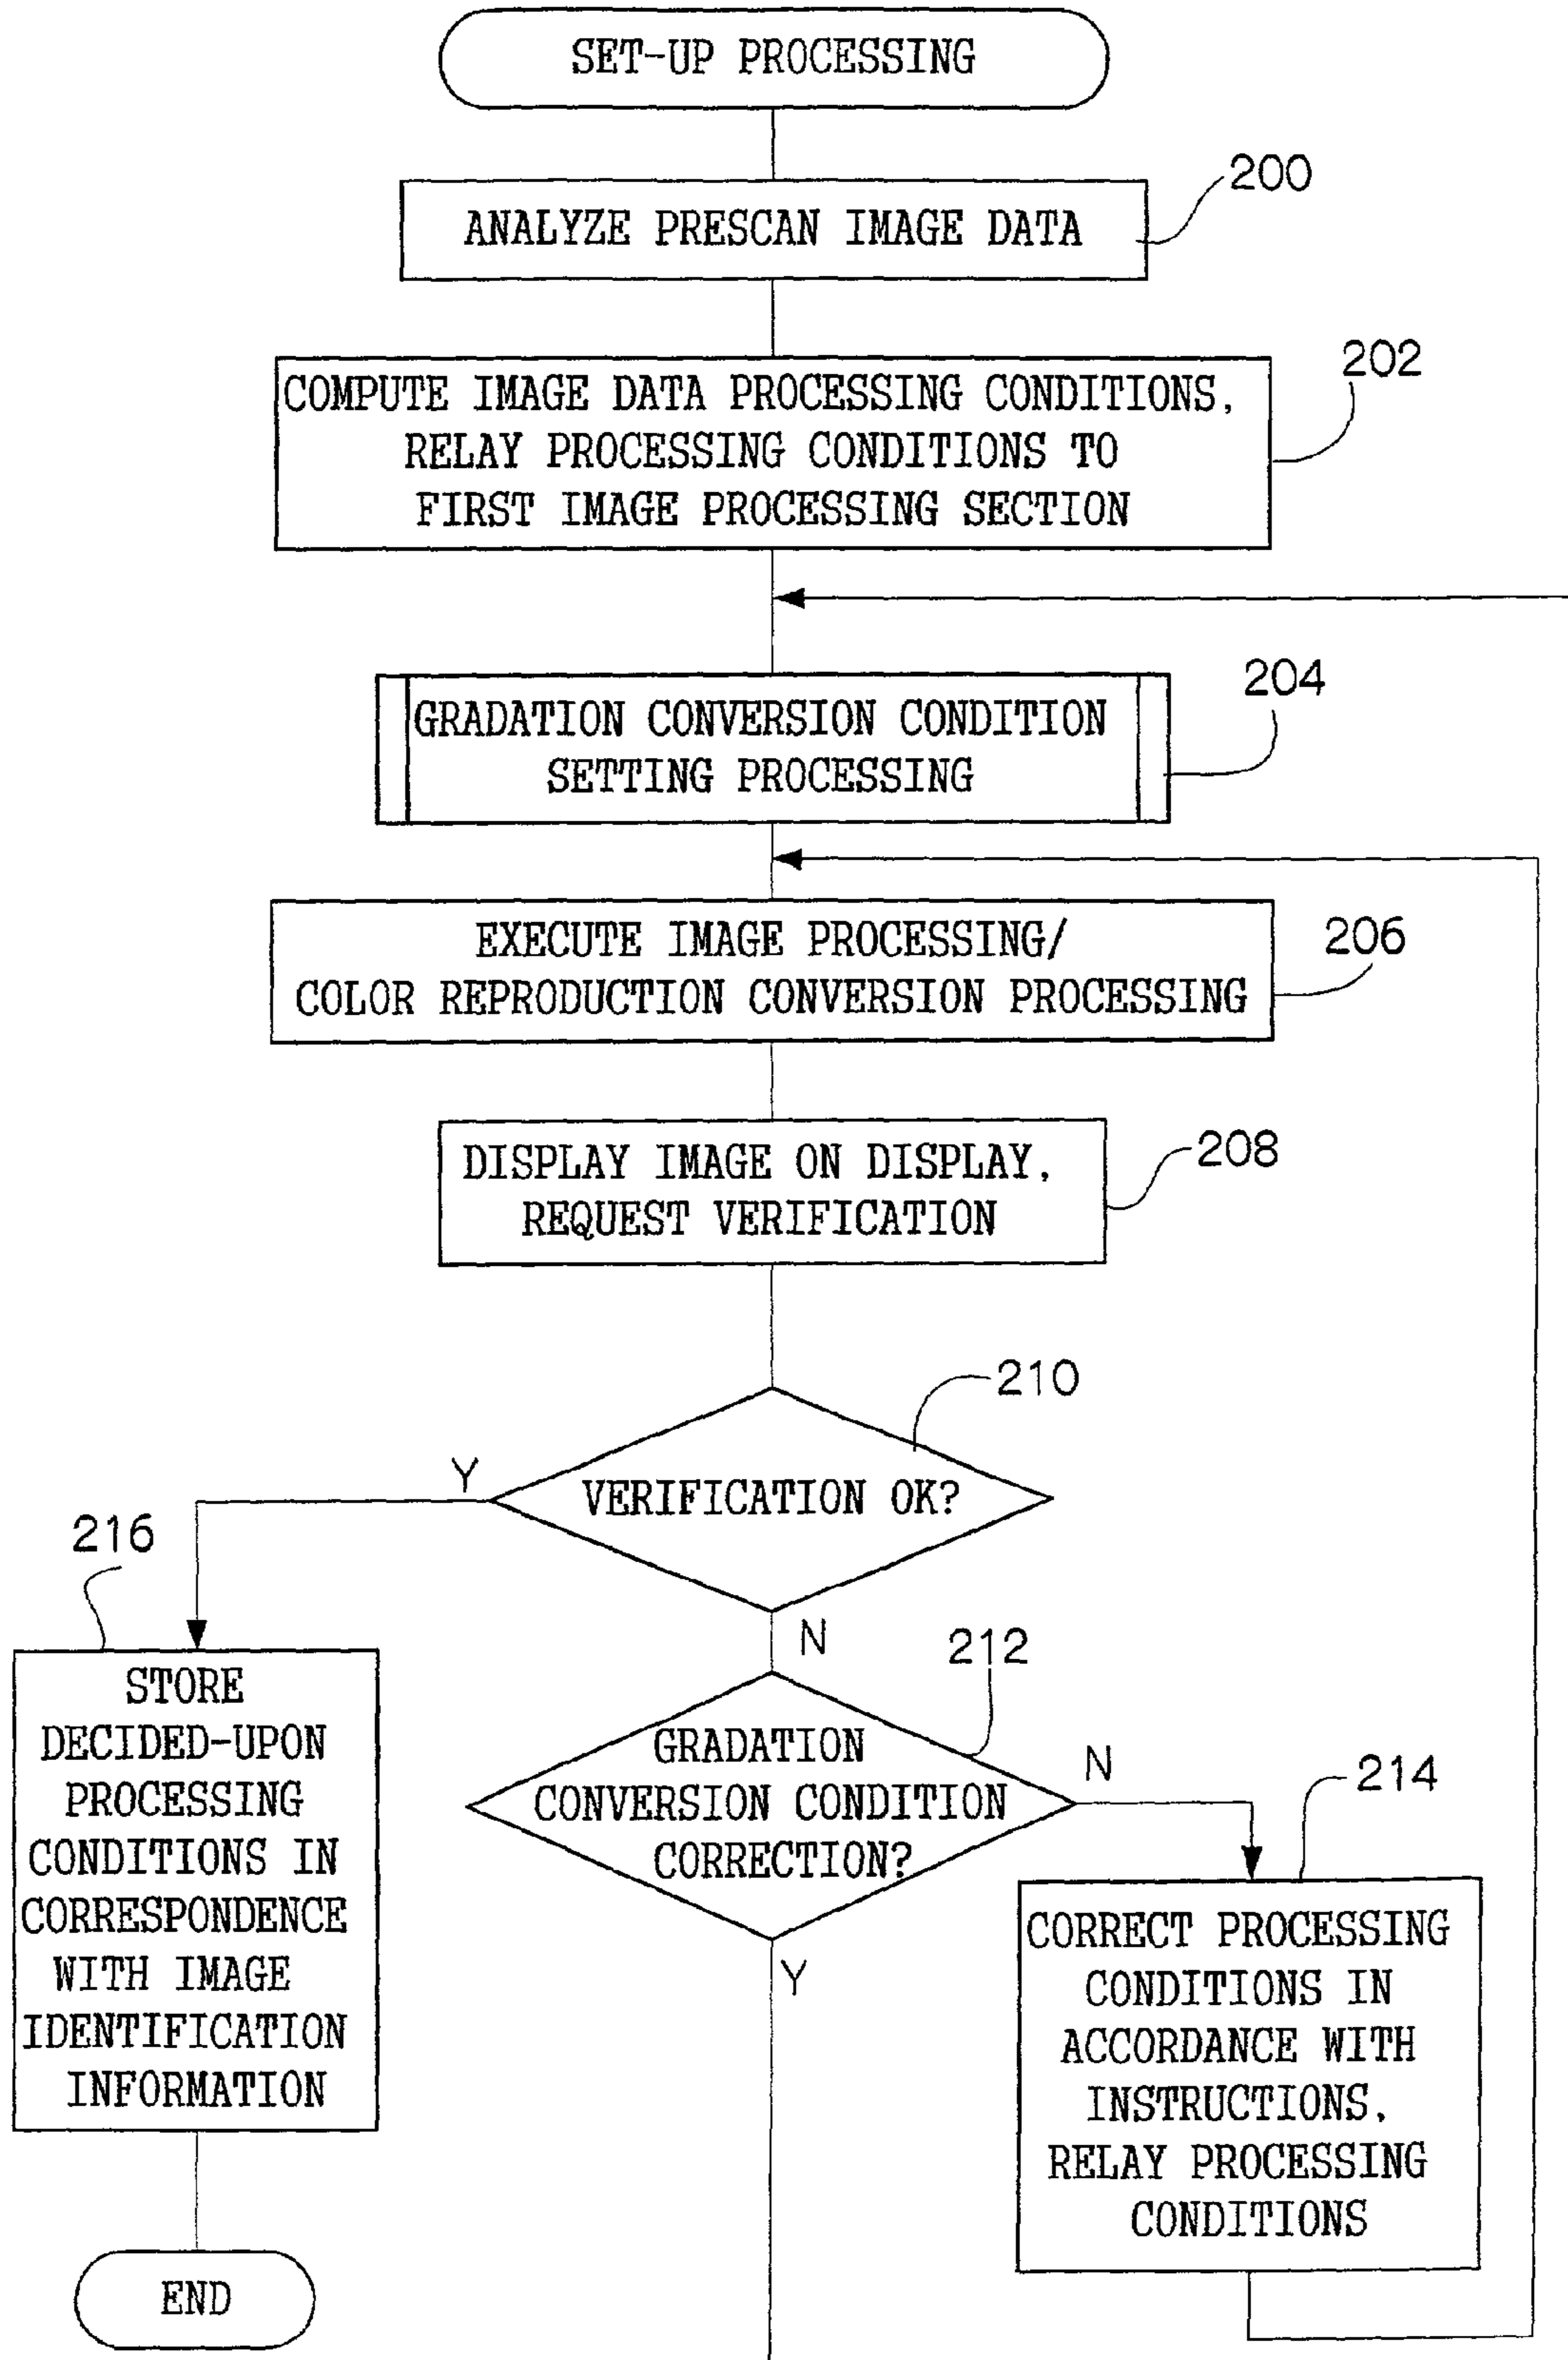 SET-UP PROCESSING
200
ANALYZE PRESCAN IMAGE DATA
202
COMPUTE IMAGE DATA PROCESSING CONDITIONS,
RELAY PROCESSING CONDITIONS TO
FIRST IMAGE PROCESSING SECTION
204
GRADATION CONVERSION CONDITION
SETTING PROCESSING
206
EXECUTE IMAGE PROCESSING/
COLOR REPRODUCTION CONVERSION PROCESSING
208
DISPLAY IMAGE ON DISPLAY,
REQUEST VERIFICATION
210
Y
VERIFICATION OK?
N
216
STORE
DECIDED-UPON
PROCESSING
CONDITIONS IN
CORRESPONDENCE
WITH IMAGE
IDENTIFICATION
INFORMATION
212
GRADATION
CONVERSION CONDITION
CORRECTION?
N
Y
214
CORRECT PROCESSING
CONDITIONS IN
ACCORDANCE WITH
INSTRUCTIONS,
RELAY PROCESSING
CONDITIONS
END